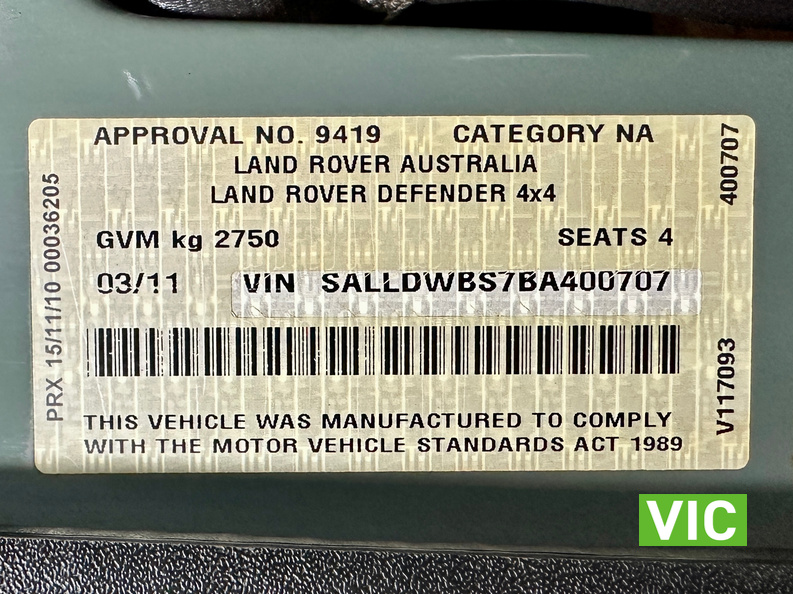 APPROVAL NO. 9419 CATEGORY NA
LAND ROVER AUSTRALIA
LAND ROVER DEFENDER 4x4
GVM kg 2750 SEATS 4
03/11 VIN SALLDWBS7BA400707
THIS VEHICLE WAS MANUFACTURED TO COMPLY
WITH THE MOTOR VEHICLE STANDARDS ACT 1989
PRX 15/11/10 00036205
400707
V117093
VIC